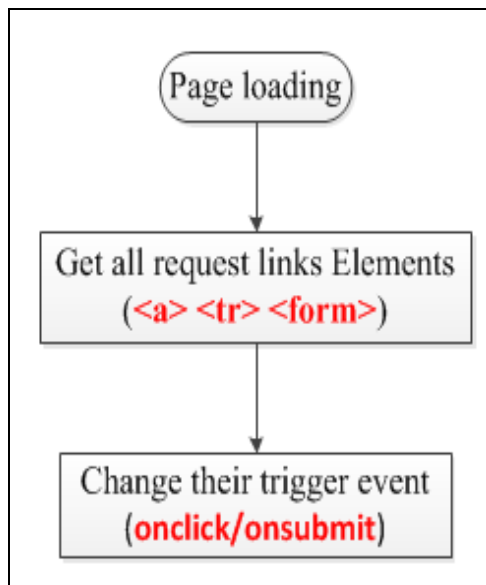 Page loading
Get all request links Elements
(<a> <tr> <form>)
Change their trigger event
(onclick/onsubmit)